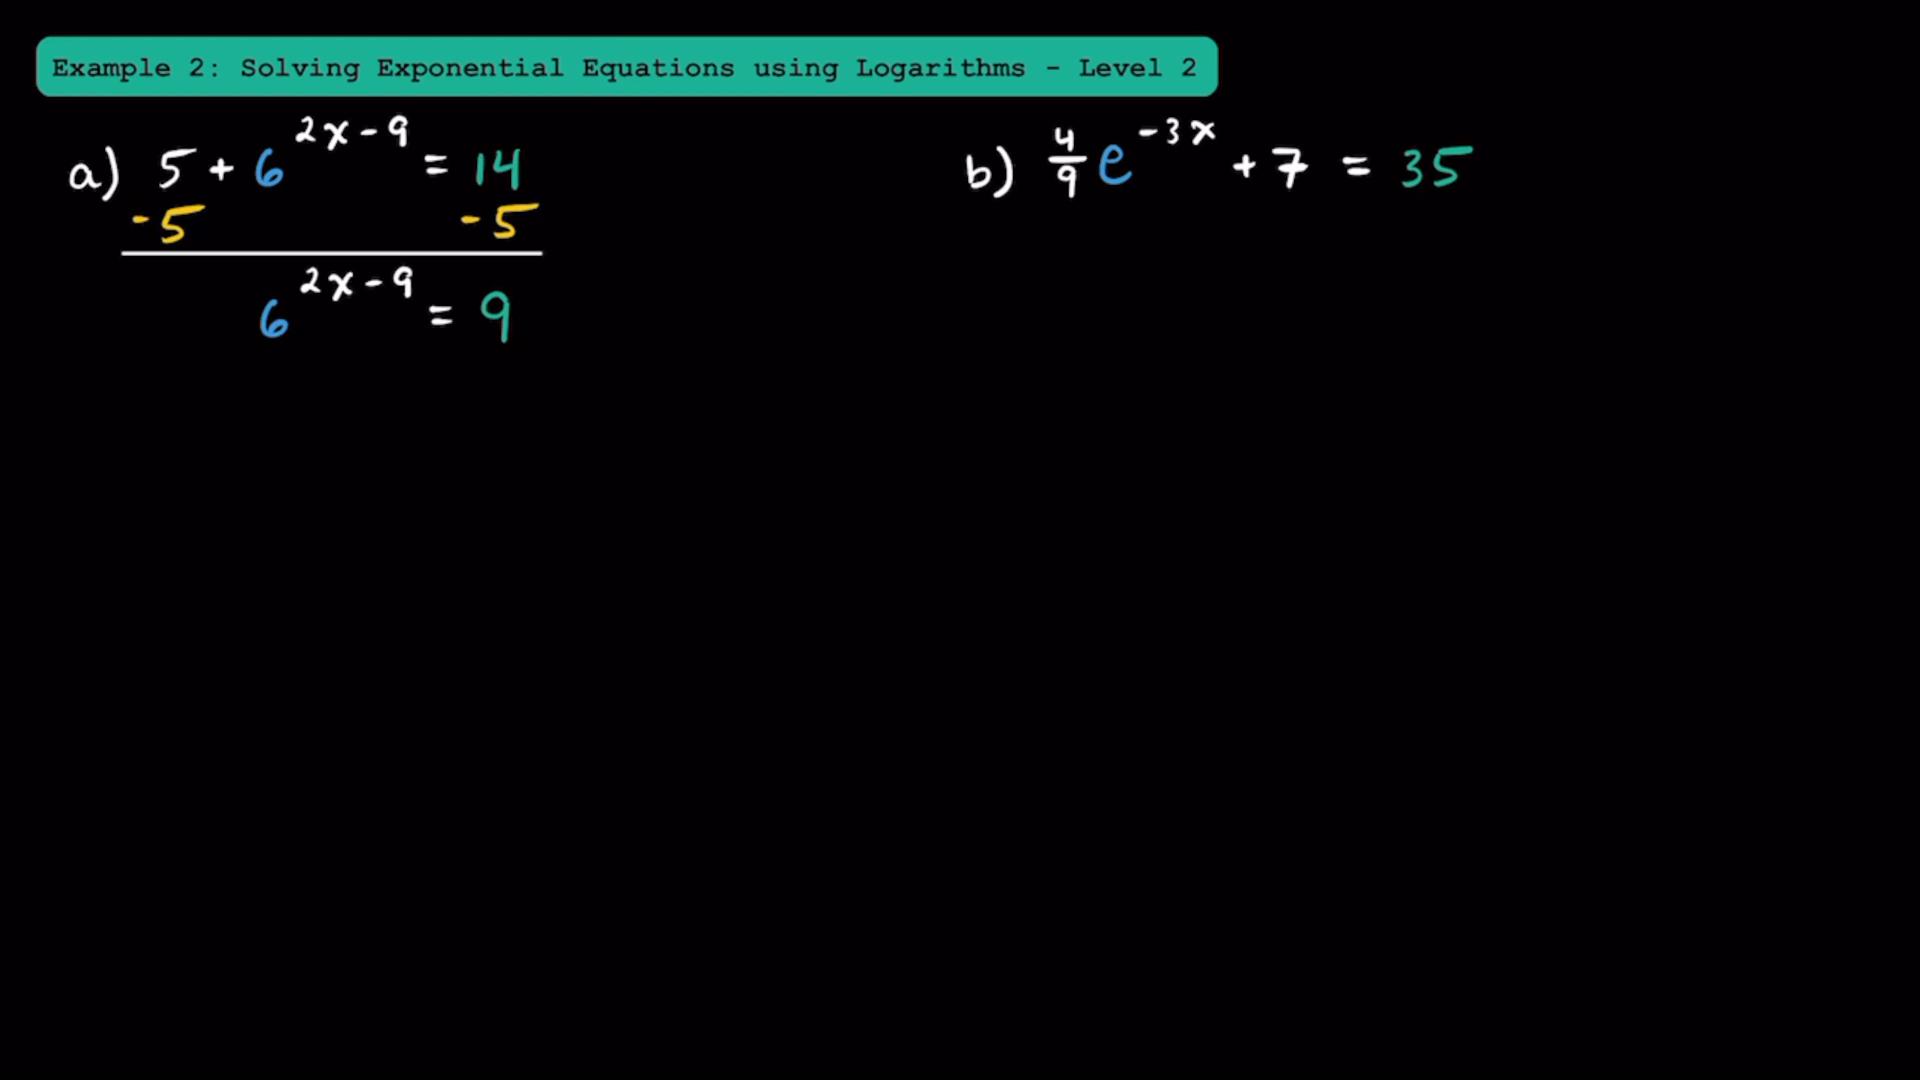 Example 2: Solving Exponential Equations using Logarithms - Level 2
a) 5 + 6^{2x-9} = 14
-5 -5
6^{2x-9} = 9
b) \frac{4}{9} e^{-3x} + 7 = 35